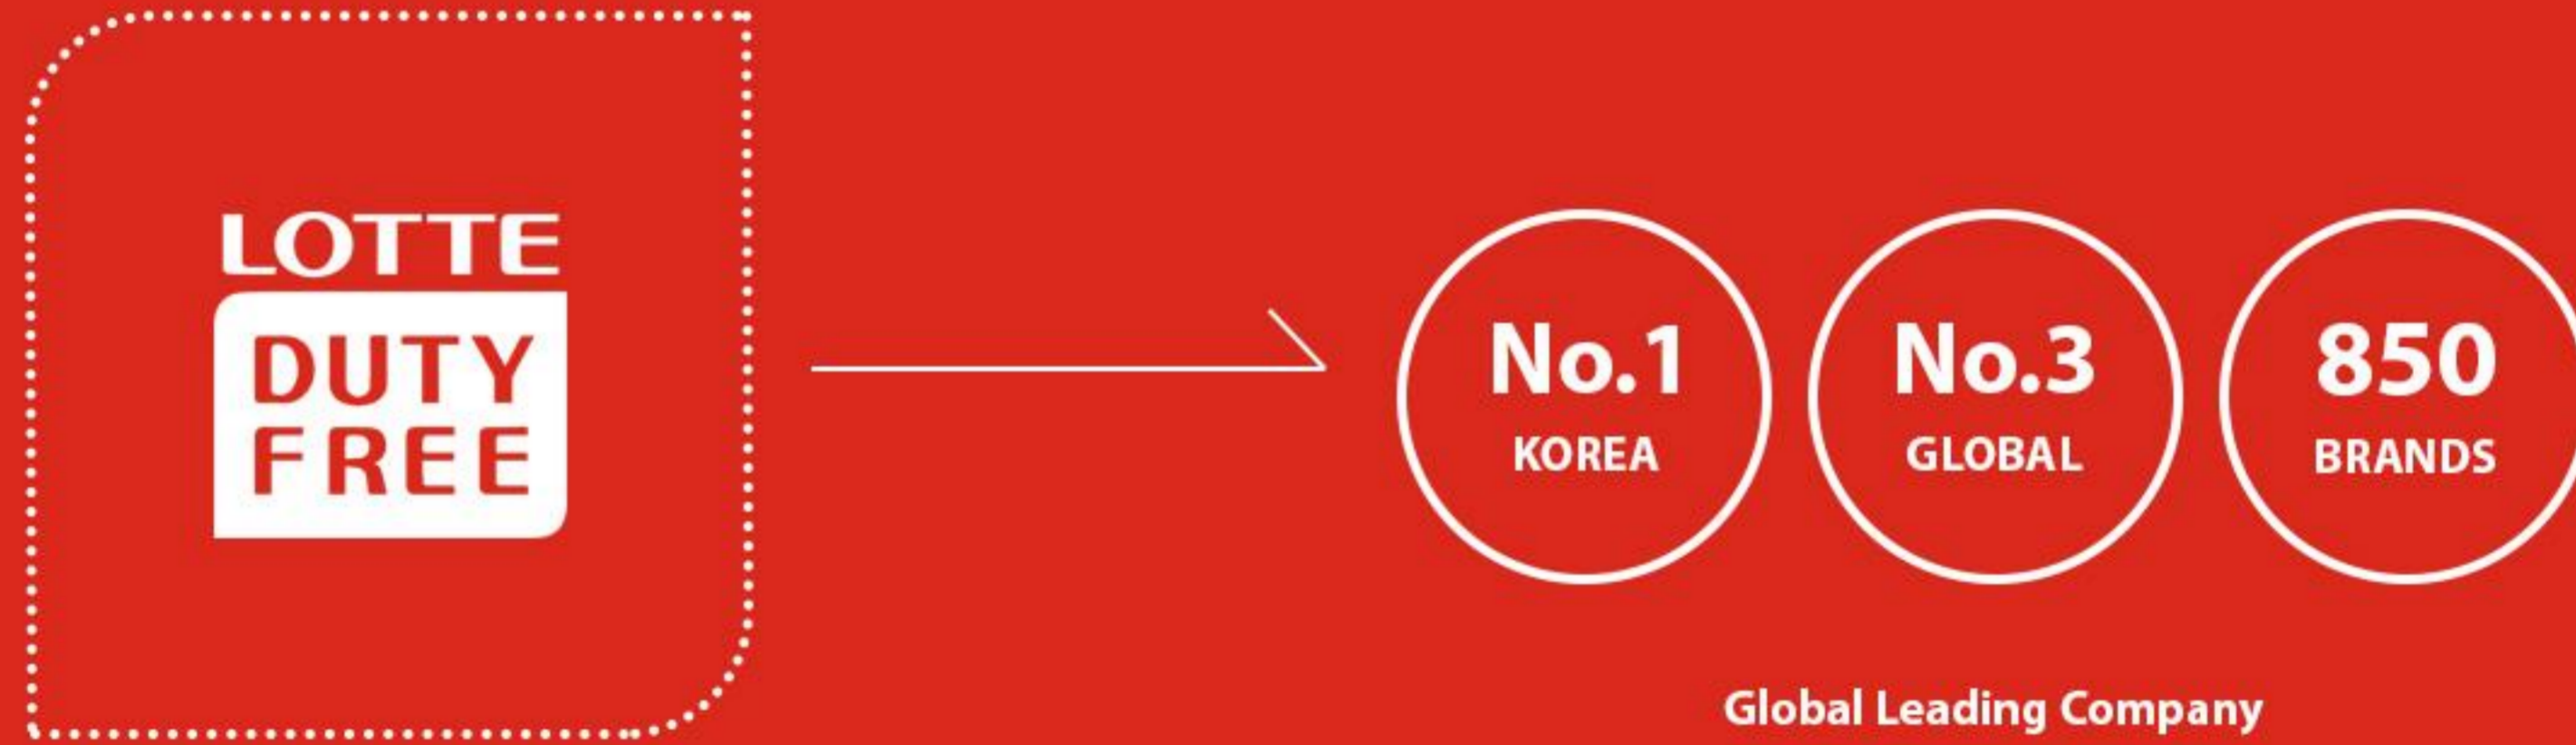 LOTTE
DUTY
FREE
No.1
KOREA
No.3
GLOBAL
850
BRANDS
Global Leading Company